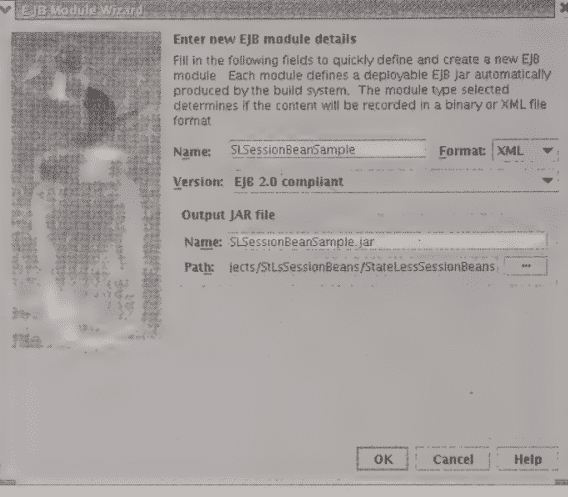 EJB Module Wizard
Enter new EJB module details
Fill in the following fields to quickly define and create a new EJB
module Each module defines a deployable EJB jar automatically
produced by the build system. The module type selected
determines if the content will be recorded in a binary or XML file
format
Name: SLSessionBeanSample Format: XML
Version: EJB 2.0 compliant
Output JAR file
Name: SLSessionBeanSample.jar
Path: jects/StLsSessionBeans/StateLessSessionBeans ...
OK Cancel Help